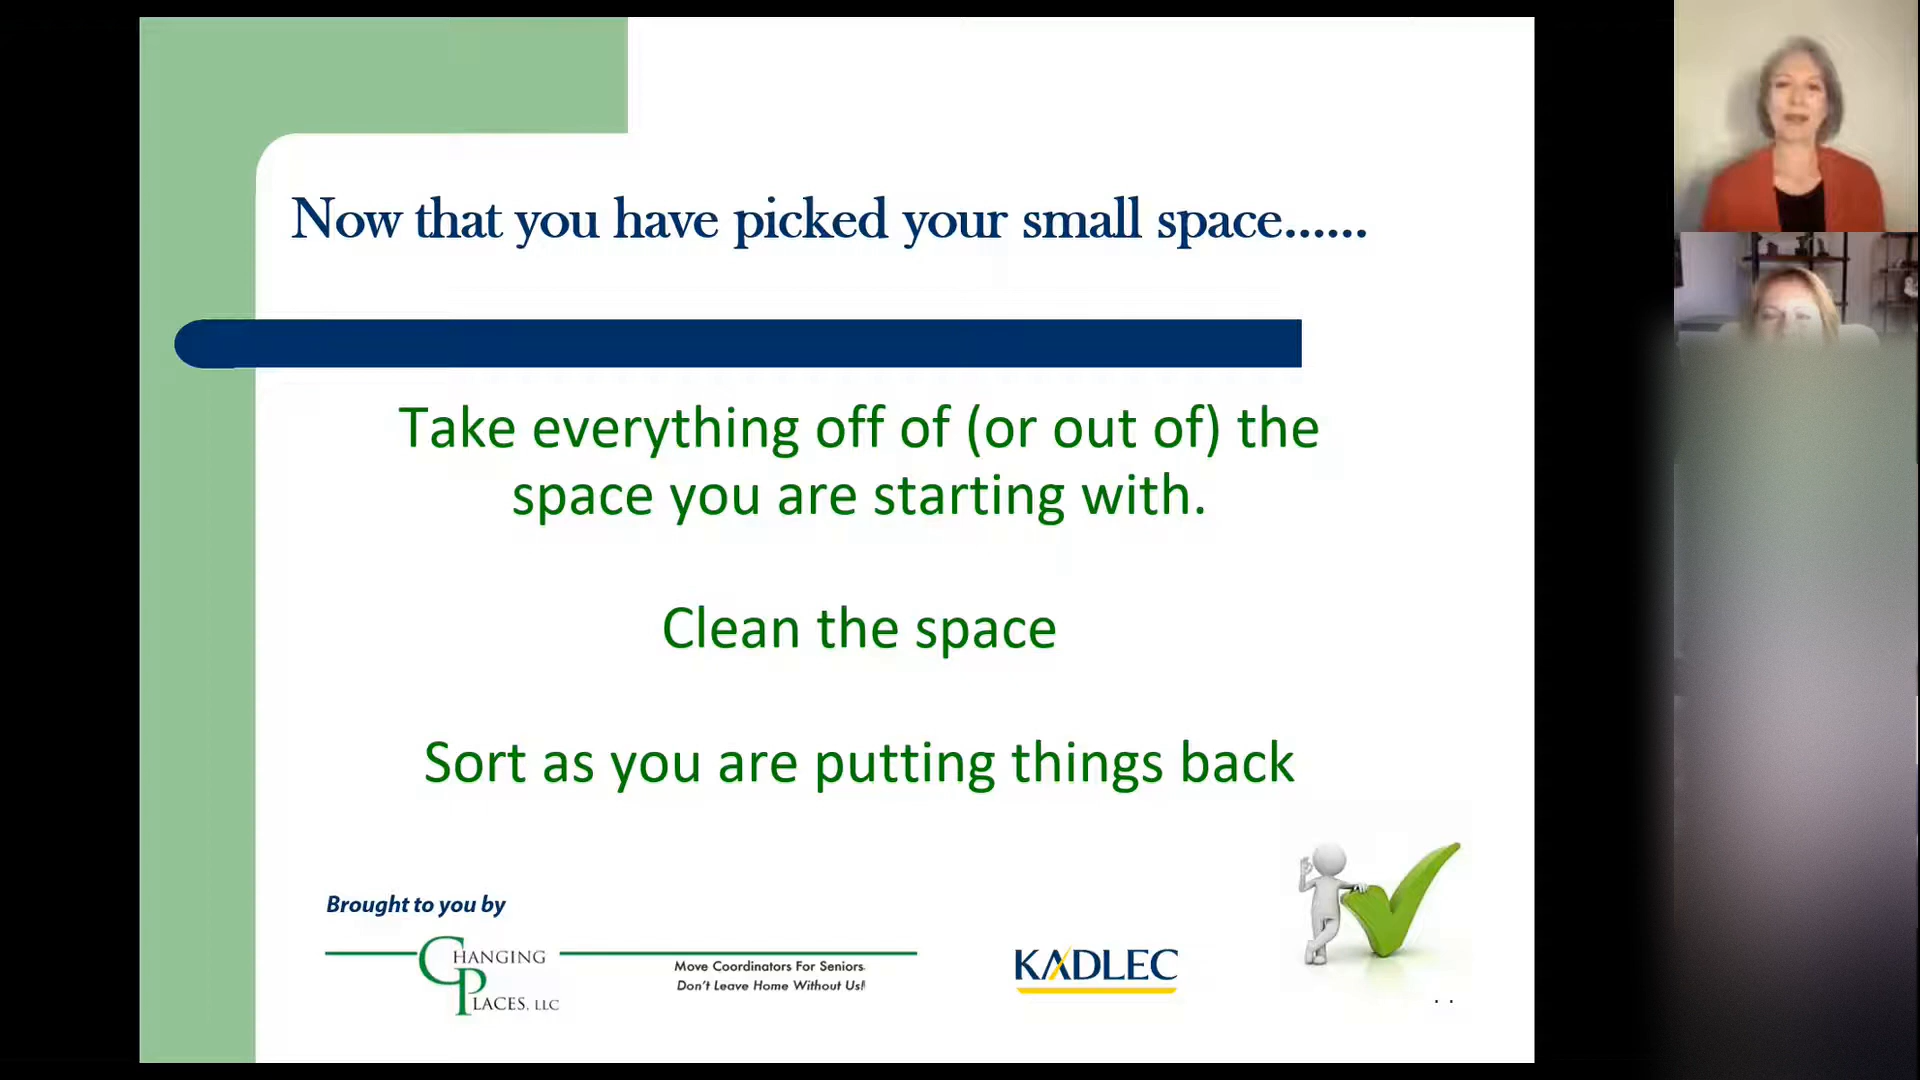 Now that you have picked your small space......
Take everything off of (or out of) the
space you are starting with.
Clean the space
Sort as you are putting things back
Brought to you by
CHANGING
PLACES, LLC
Move Coordinators For Seniors
Don't Leave Home Without Us!
KADLEC